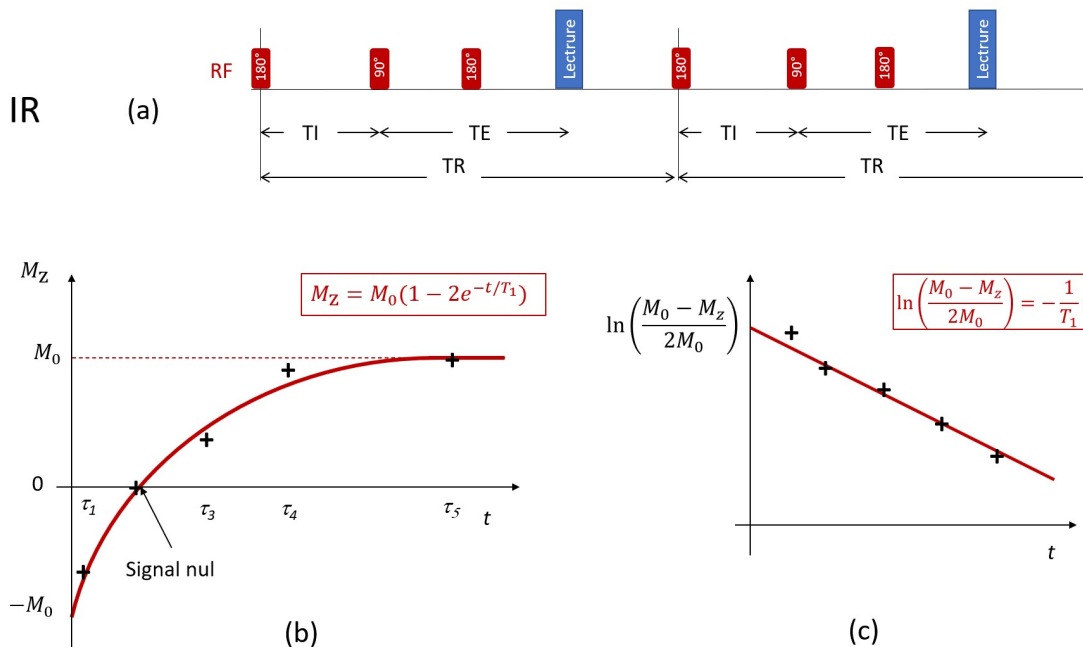 IR
(a)
RF
180° 90° 180° Lectrure 180° 90° 180° Lectrure
TI TE TI TE
TR TR
M_Z
M_Z = M_0(1 − 2e^{−t/T_1})
M_0
0
τ_1 τ_3 τ_4 τ_5 t
Signal nul
−M_0
(b)
ln((M_0 − M_z)/(2M_0))
ln((M_0 − M_z)/(2M_0)) = −1/T_1
t
(c)